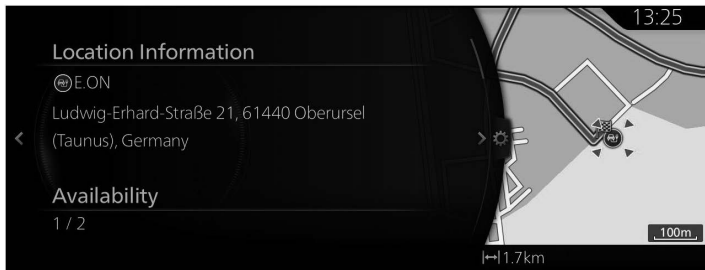 13:25
Location Information
E.ON
Ludwig-Erhard-Straße 21, 61440 Oberursel
(Taunus), Germany
Availability
1 / 2
100m
1.7km